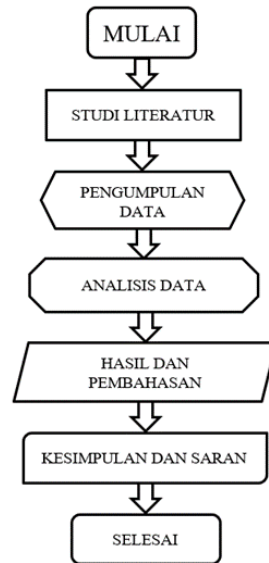 MULAI
STUDI LITERATUR
PENGUMPULAN
DATA
ANALISIS DATA
HASIL DAN
PEMBAHASAN
KESIMPULAN DAN SARAN
SELESAI